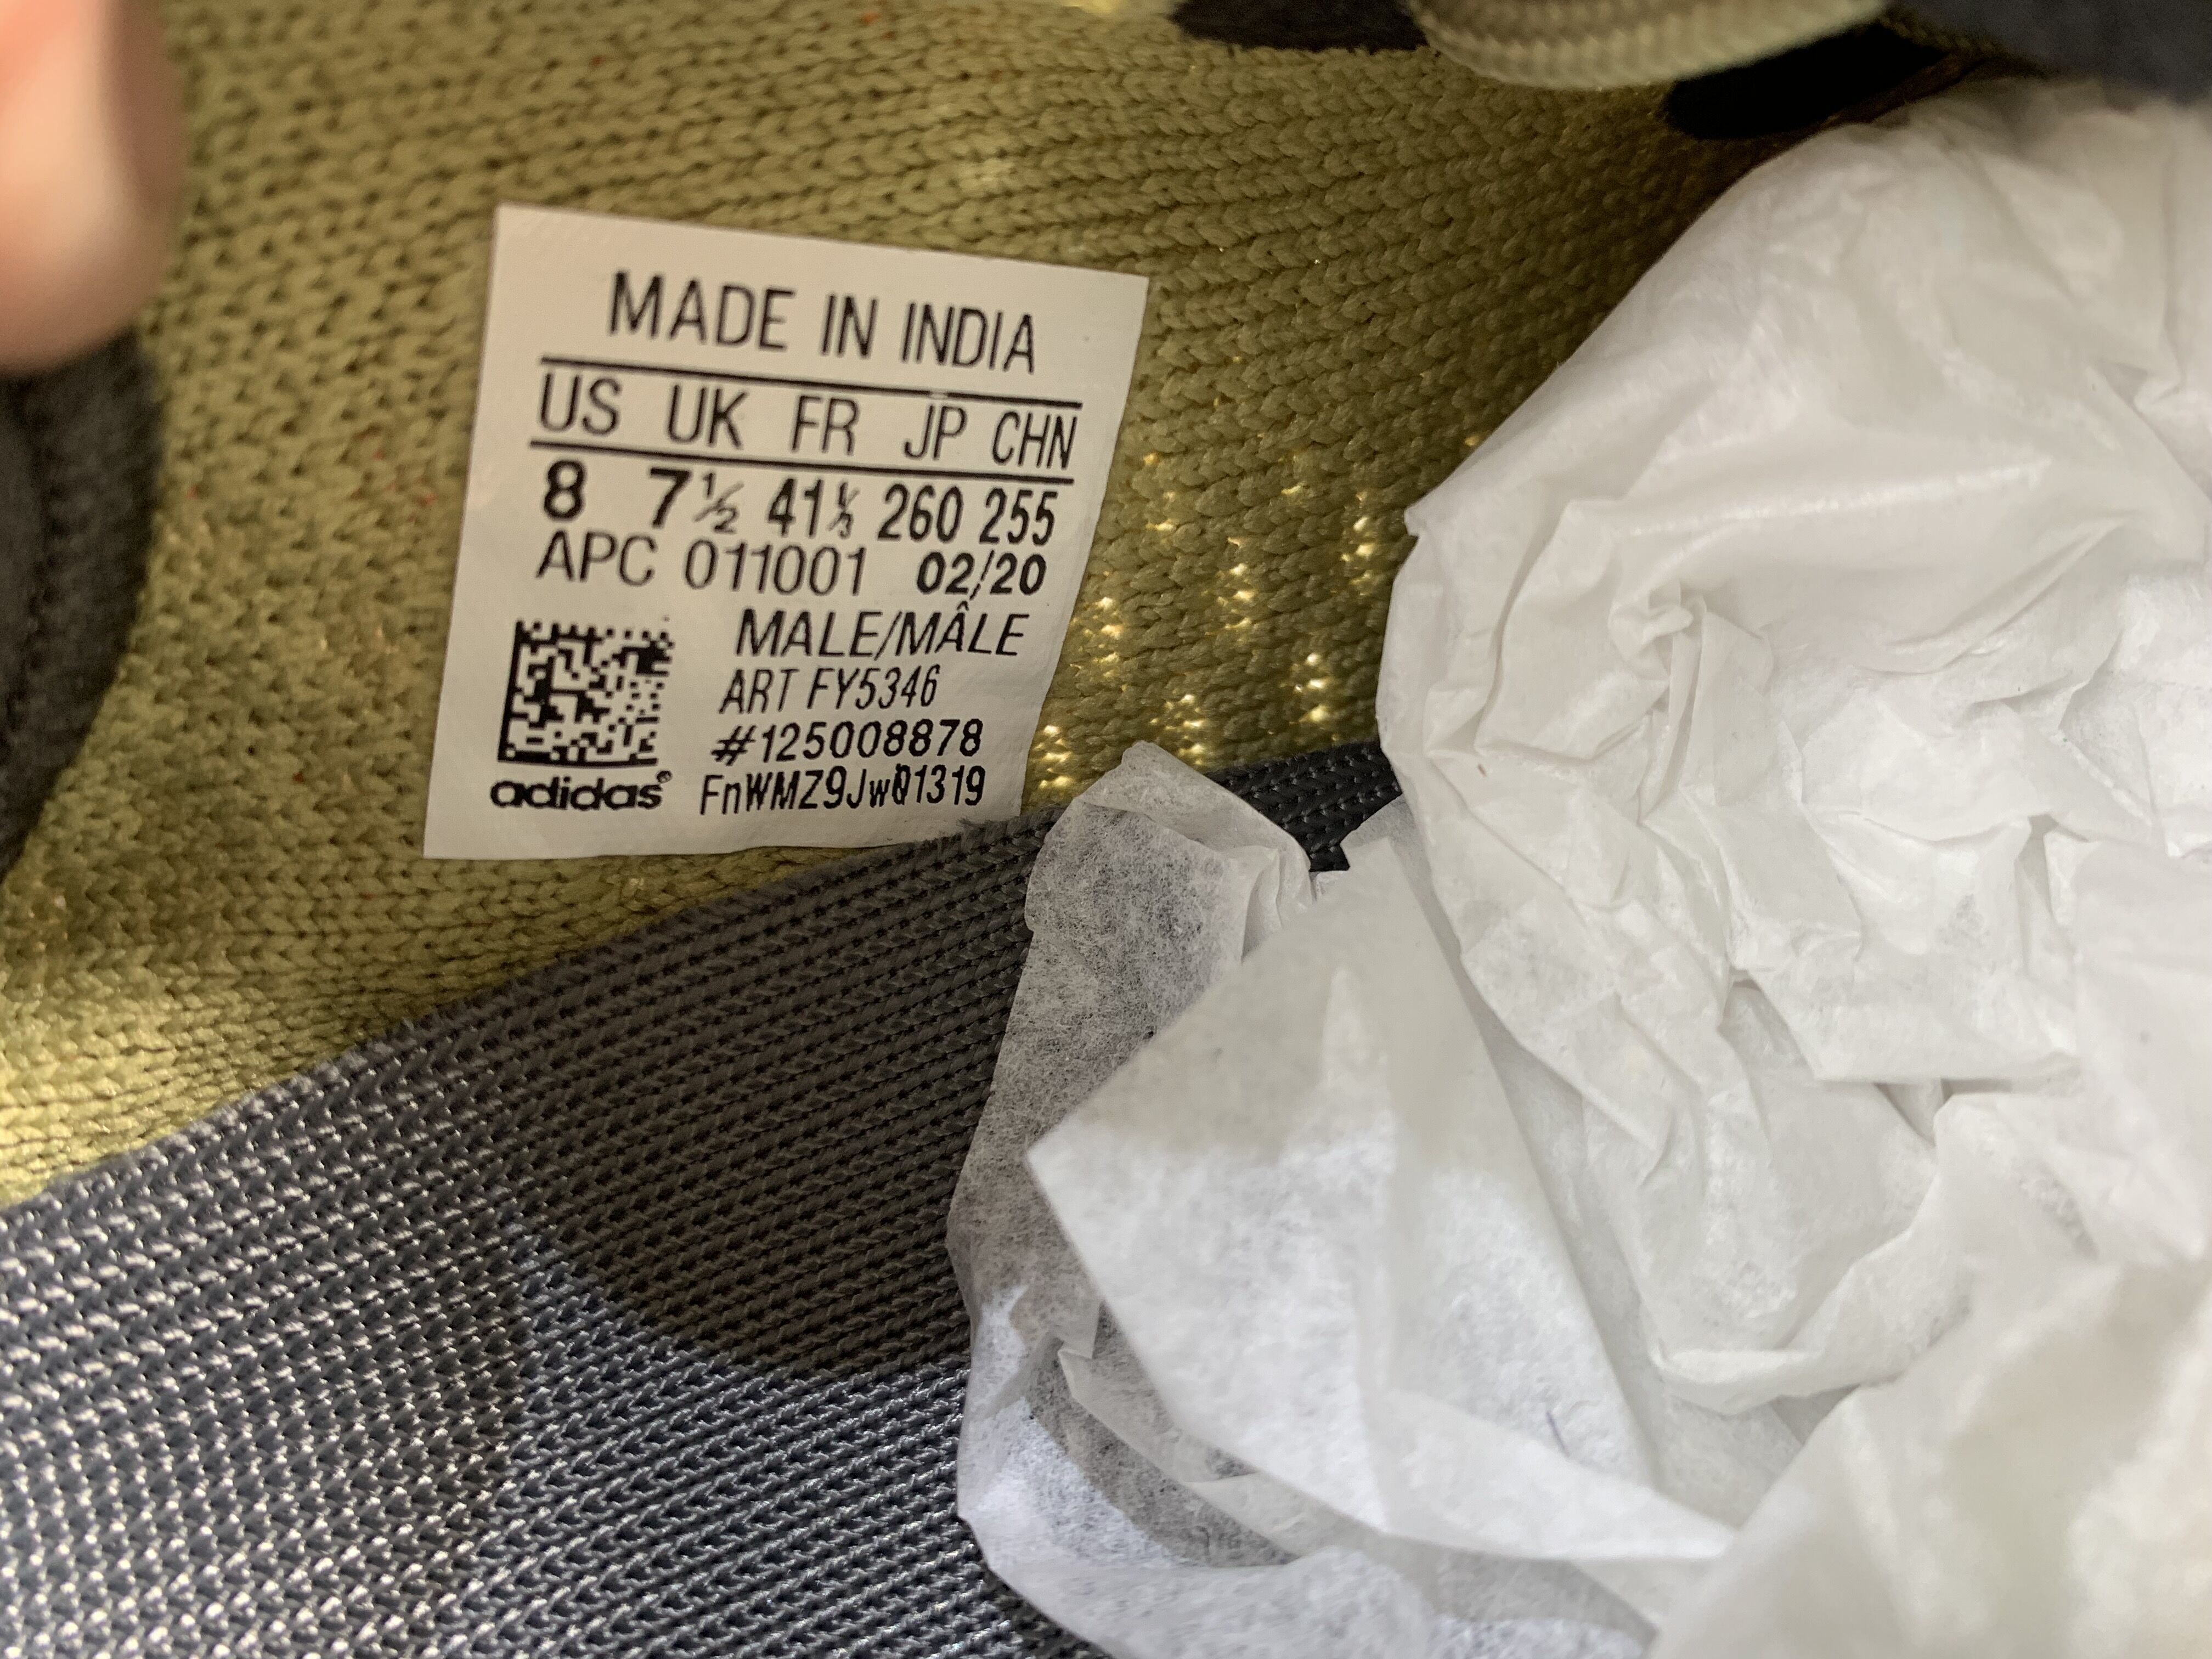 MADE IN INDIA
US UK FR JP CHN
8 7½ 41⅓ 260 255
APC 011001 02/20
MALE/MÂLE
ART FY5346
#125008878
adidas® FnWMZ9JwQ1319